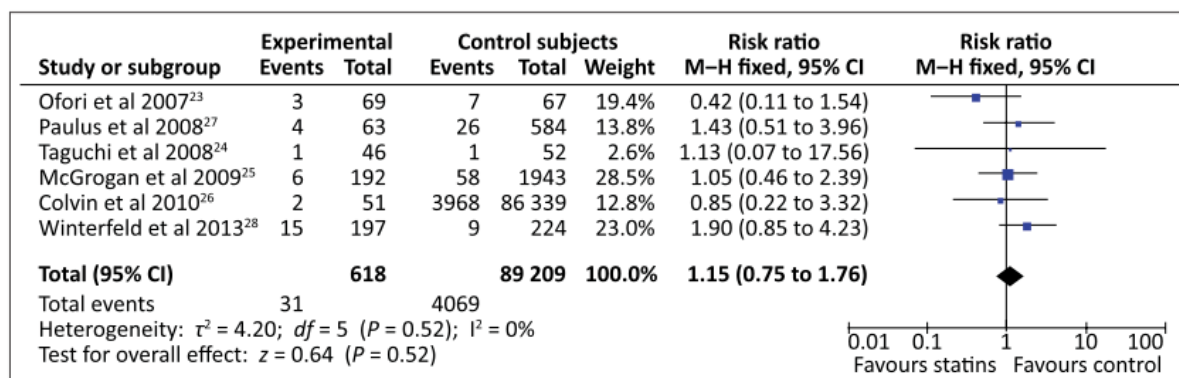 Experimental Control subjects Risk ratio Risk ratio
Study or subgroup Events Total Events Total Weight M–H fixed, 95% CI M–H fixed, 95% CI
Ofori et al 2007²³ 3 69 7 67 19.4% 0.42 (0.11 to 1.54)
Paulus et al 2008²⁷ 4 63 26 584 13.8% 1.43 (0.51 to 3.96)
Taguchi et al 2008²⁴ 1 46 1 52 2.6% 1.13 (0.07 to 17.56)
McGrogan et al 2009²⁵ 6 192 58 1943 28.5% 1.05 (0.46 to 2.39)
Colvin et al 2010²⁶ 2 51 3968 86 339 12.8% 0.85 (0.22 to 3.32)
Winterfeld et al 2013²⁸ 15 197 9 224 23.0% 1.90 (0.85 to 4.23)
Total (95% CI) 618 89 209 100.0% 1.15 (0.75 to 1.76)
Total events 31 4069
Heterogeneity: τ² = 4.20; df = 5 (P = 0.52); I² = 0%
Test for overall effect: z = 0.64 (P = 0.52)
0.01 0.1 1 10 100
Favours statins Favours control